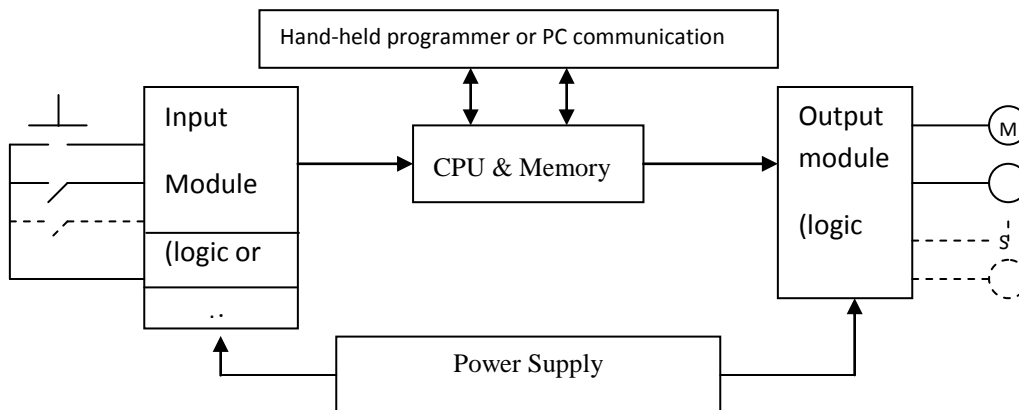 Hand-held programmer or PC communication
Input
Module
(logic or
..
CPU & Memory
Output
module
(logic
M
S
Power Supply